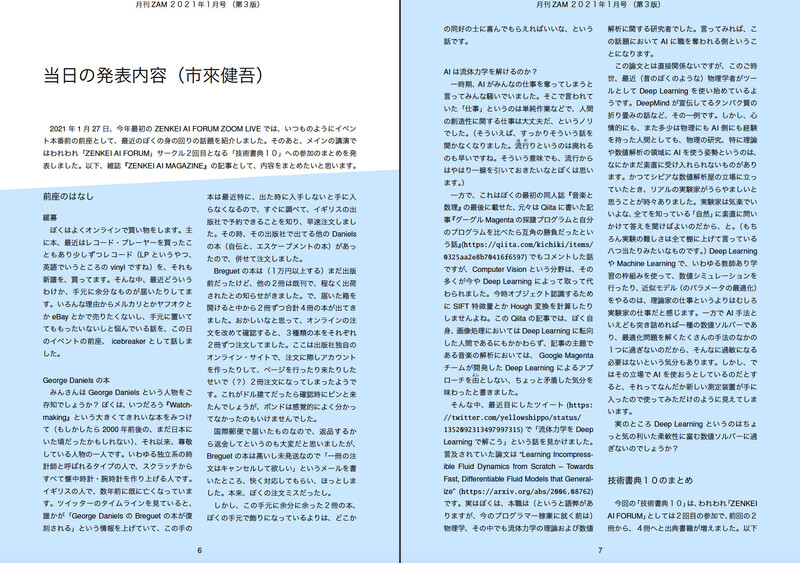 月刊 ZAM 2021年1月号 (第3版)
当日の発表内容(市來健吾)
2021年1月27日、今年最初の ZENKEI AI FORUM ZOOM LIVE では、いつものようにイベン
ト本番前の前座として、最近のぼくの身の回りの話題を紹介しました。そのあと、メインの講演で
はわれわれ「ZENKEI AI FORUM」サークル2回目となる「技術書典10」への参加のまとめを発
表しました。以下、雑誌『ZENKEI AI MAGAZINE』の記事として、内容をまとめたいと思います。
前座のはなし
緩募
ぼくはよくオンラインで買い物をします。主
に本、最近はレコード・プレーヤーを買ったこ
ともあり少しずつレコード(LP というやつ、
英語でいうところの vinyl ですね)を、それも
新譜を、買ってます。そんな中、最近どういう
わけか、手元に余分なものが届いたりしてま
す。いろんな理由からメルカリとかヤフオクと
か eBay とかで売りたくないし、手元に置いて
てももったいないしと悩んでいる話を、この日
のイベントの前座、icebreaker として話しま
した。
George Daniels の本
みんさんは George Daniels という人物をご
存知でしょうか? ぼくは、いつだろう『Watch-
making』という大きくてきれいな本をみつけ
て(もしかしたら 2000 年前後の、まだ日本に
いた頃だったかもしれない)、それ以来、尊敬
している人物の一人です。いわゆる独立系の時
計師と呼ばれるタイプの人で、スクラッチから
すべて懐中時計・腕時計を作り上げる人です。
イギリスの人で、数年前に既に亡くなっていま
す。ツイッターのタイムラインを見ていると、
誰かが「George Daniels の Breguet の本が復
刻される」という情報を上げていて、この手の
本は最近特に、出た時に入手しないと手に入
らなくなるので、すぐに調べて、イギリスの出
版社で予約できることを知り、早速注文しまし
た。その時、その出版社で出てる他の Daniels
の本(自伝と、エスケープメントの本)があった
ので、併せて注文しました。
Breguet の本は(1万円以上する)まだ出版
前だったけど、他の2冊は既刊で、程なく出荷
されたとの知らせがきました。で、届いた箱を
開けると中から2冊ずつ合計4冊の本が出てき
ました。おかしいなと思って、オンラインの注
文を改めて確認すると、3種類の本をそれぞれ
2冊ずつ注文してました。ここは出版社独自の
オンライン・サイトで、注文に際しアカウント
を作ったりして、ページを行ったり来たりした
せいで(?)2冊注文になってしまったようで
す。これがドル建てだったら確認時にピンと来
たんでしょうが、ポンドは感覚的によく分かっ
てなかったのもいけませんでした。
国際郵便で届いたものなので、返品するか
ら返金してというのも大変だと思いましたが、
Breguet の本は高いし未発送なので「一冊の注
文はキャンセルして欲しい」というメールを書
いたところ、快く対応してもらい、ほっとしま
した。本来、ぼくの注文ミスだったし。
しかし、この手元に余分に余った2冊の本、
ぼくの手元で飾りになっているよりは、どこか
6
月刊 ZAM 2021年1月号 (第3版)
の同好の士に喜んでもらえればいいな、という
話です。
AI は流体力学を解けるのか?
一時期、AI がみんなの仕事を奪ってしまうと
言ってみんな騒いでいました。そこで言われて
いた「仕事」というのは単純作業などで、人間
の創造性に関する仕事は大丈夫だ、というノリ
でした。(そういえば、すっかりそういう話を
聞かなくなりました。流行りというのは廃れる
のも早いですね。そういう意味でも、流行から
はやはり一線を引いておきたいなとぼくは思い
ます。)
一方で、これはぼくの最初の同人誌『音楽と
数理』の最後に載せた、元々は Qiita に書いた記
事『グーグル Magenta の採譜プログラムと自分
のプログラムを比べたら互角の勝負だったとい
う話』(https://qiita.com/kichiki/items/
0325aa2e8b70416f6597) でもコメントした話
ですが、Computer Vision という分野は、その
多くが今や Deep Learning によって取って代
わられました。今時オブジェクト認識するため
に SIFT 特徴量とか Hough 変換を計算したり
しませんよね。この Qiita の記事では、ぼく自
身、画像処理においては Deep Learning に転向
した人間であるにもかかわらず、記事の主題で
ある音楽の解析においては、Google Magenta
チームが開発した Deep Learning によるアプ
ローチを由としない、ちょっと矛盾した気分を
味わったと書きました。
そんな中、最近目にしたツイート (https:
//twitter.com/yellowshippo/status/
1352092313497997315) で「流体力学を Deep
Learning で解こう」という話を見かけました。
言及されていた論文は "Learning Incompress-
ible Fluid Dynamics from Scratch – Towards
Fast, Differentiable Fluid Models that General-
ize" (https://arxiv.org/abs/2006.08762)
です。実はぼくは、本職は(というと語弊があ
りますが、今のプログラマー稼業に就く前は)
物理学、その中でも流体力学の理論および数値
解析に関する研究者でした。言ってみれば、こ
の話題において AI に職を奪われる側というこ
とになります。
この論文とは直接関係ないですが、このご時
世、最近(昔のぼくのような)物理学者がツー
ルとして Deep Learning を使い始めているよ
うです。DeepMind が宣伝してるタンパク質の
折り畳みの話など、その一例です。しかし、心
情的にも、また多少は物理にも AI 側にも経験
を持った人間としても、物理の研究、特に理論
や数値解析の領域に AI を使う姿勢というのは、
なにかまだ素直に受け入れられないものがあり
ます。かつてシビアな数値解析屋の立場に立っ
ていたとき、リアルの実験家がうらやましいと
思うことが時々ありました。実験家は気楽でい
いよな、全てを知っている「自然」に素直に問い
かけて答えを聞けばよいのだから、と。(もち
ろん実験の難しさは全て棚に上げて言っている
八つ当たりみたいなものです。) Deep Learning
や Machine Learning で、いわゆる教師あり学
習の枠組みを使って、数値シミュレーションを
行ったり、近似モデル(のパラメータの最適化)
をやるのは、理論家の仕事というよりはむしろ
実験家の仕事だと感じます。一方で AI 手法と
いえども突き詰めれば一種の数値ソルバーであ
り、最適化問題を解くたくさんの手法のなかの
1つに過ぎないのだから、そんなに過敏になる必
要はないという気分もあります。しかし、では
その立場で AI を使おうとしているのだとす
ると、それってなんだか新しい測定装置が手に
入ったので使ってみただけのように見えてしま
います。
実のところ Deep Learning というのはちょ
っと気の利いた柔軟性に富む数値ソルバーに過
ぎないのでしょうか?
技術書典10のまとめ
今回の「技術書典10」は、われわれ「ZENKEI
AI FORUM」としては2回目の参加で、前回の2
冊から、4冊へと出典書籍が増えました。以下
7